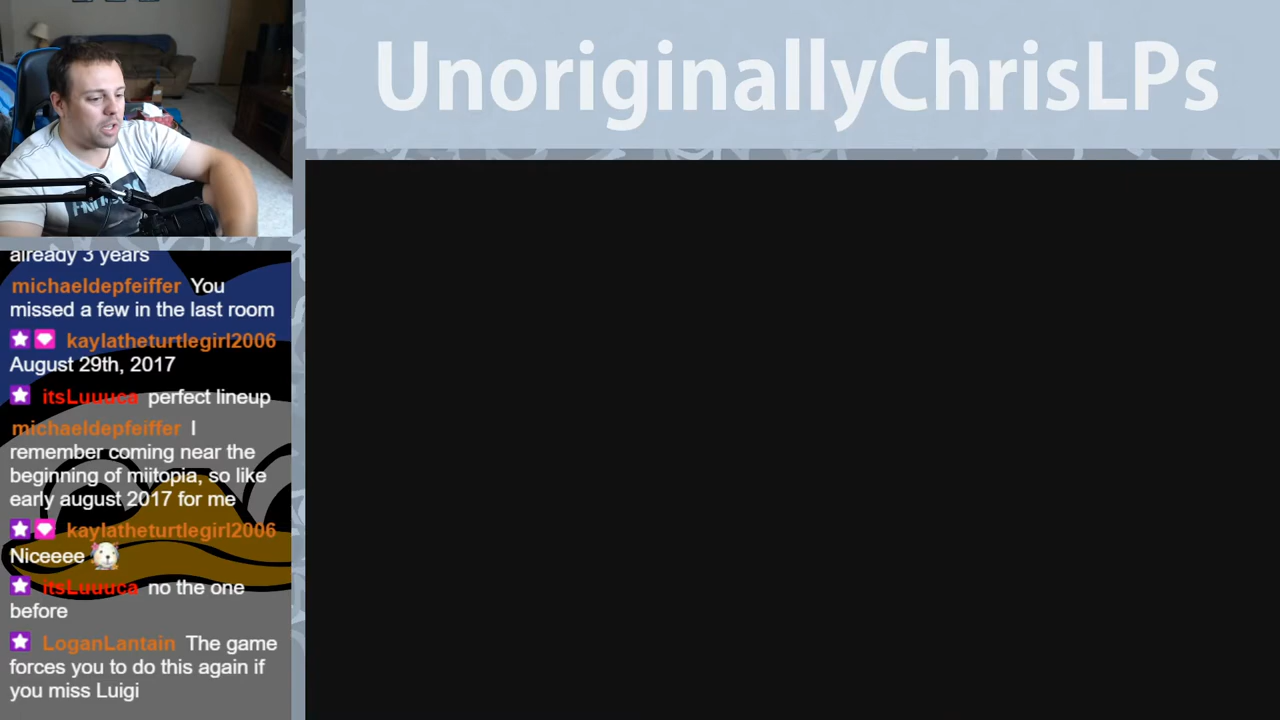 UnoriginallyChrisLPs
already 3 years
michaeldepfeiffer You
missed a few in the last room
kaylatheturtlegirl2006
August 29th, 2017
itsLuuuca perfect lineup
michaeldepfeiffer I
remember coming near the
beginning of miitopia, so like
early august 2017 for me
kaylatheturtlegirl2006
Niceeee
itsLuuuca no the one
before
LoganLantain The game
forces you to do this again if
you miss Luigi